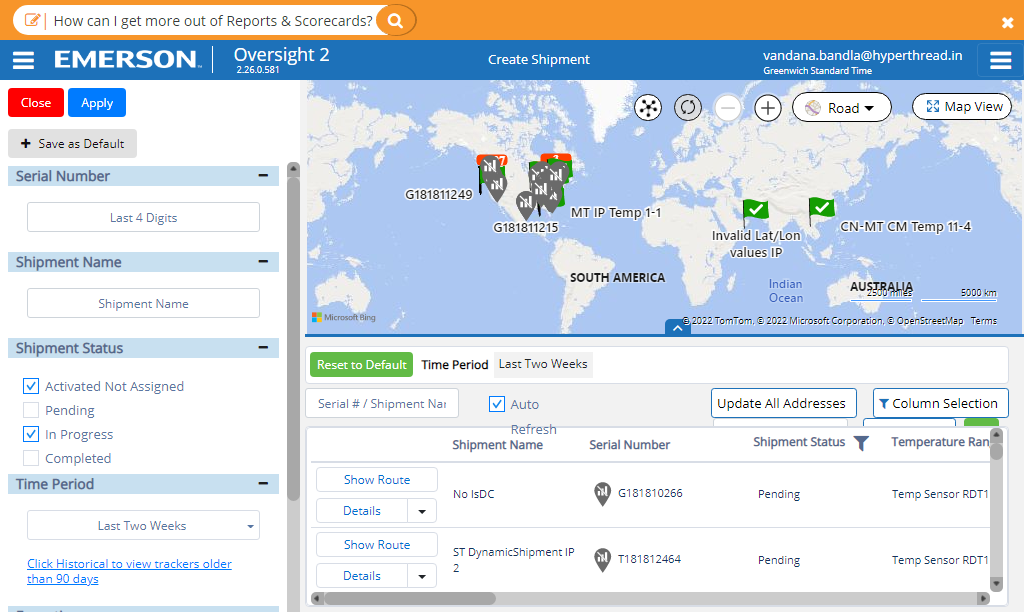 How can I get more out of Reports & Scorecards?
EMERSON
Oversight 2
2.26.0.581
Create Shipment
vandana.bandla@hyperthread.in
Greenwich Standard Time
Close
Apply
+ Save as Default
Serial Number
Last 4 Digits
Shipment Name
Shipment Name
Shipment Status
Activated Not Assigned
Pending
In Progress
Completed
Time Period
Last Two Weeks
Click Historical to view trackers older
than 90 days
Road
Map View
G181811249
G181811215
MT IP Temp 1-1
Invalid Lat/Lon
values IP
CN-MT CM Temp 11-4
SOUTH AMERICA
Indian
Ocean
AUSTRALIA
2500 miles
5000 km
Microsoft Bing
© 2022 TomTom, © 2022 Microsoft Corporation, © OpenStreetMap Terms
Reset to Default
Time Period
Last Two Weeks
Serial # / Shipment Nar
Auto
Refresh
Update All Addresses
Column Selection
Shipment Name
Serial Number
Shipment Status
Temperature Ran
Show Route
Details
No IsDC
G181810266
Pending
Temp Sensor RDT1
Show Route
Details
ST DynamicShipment IP
2
T181812464
Pending
Temp Sensor RDT1